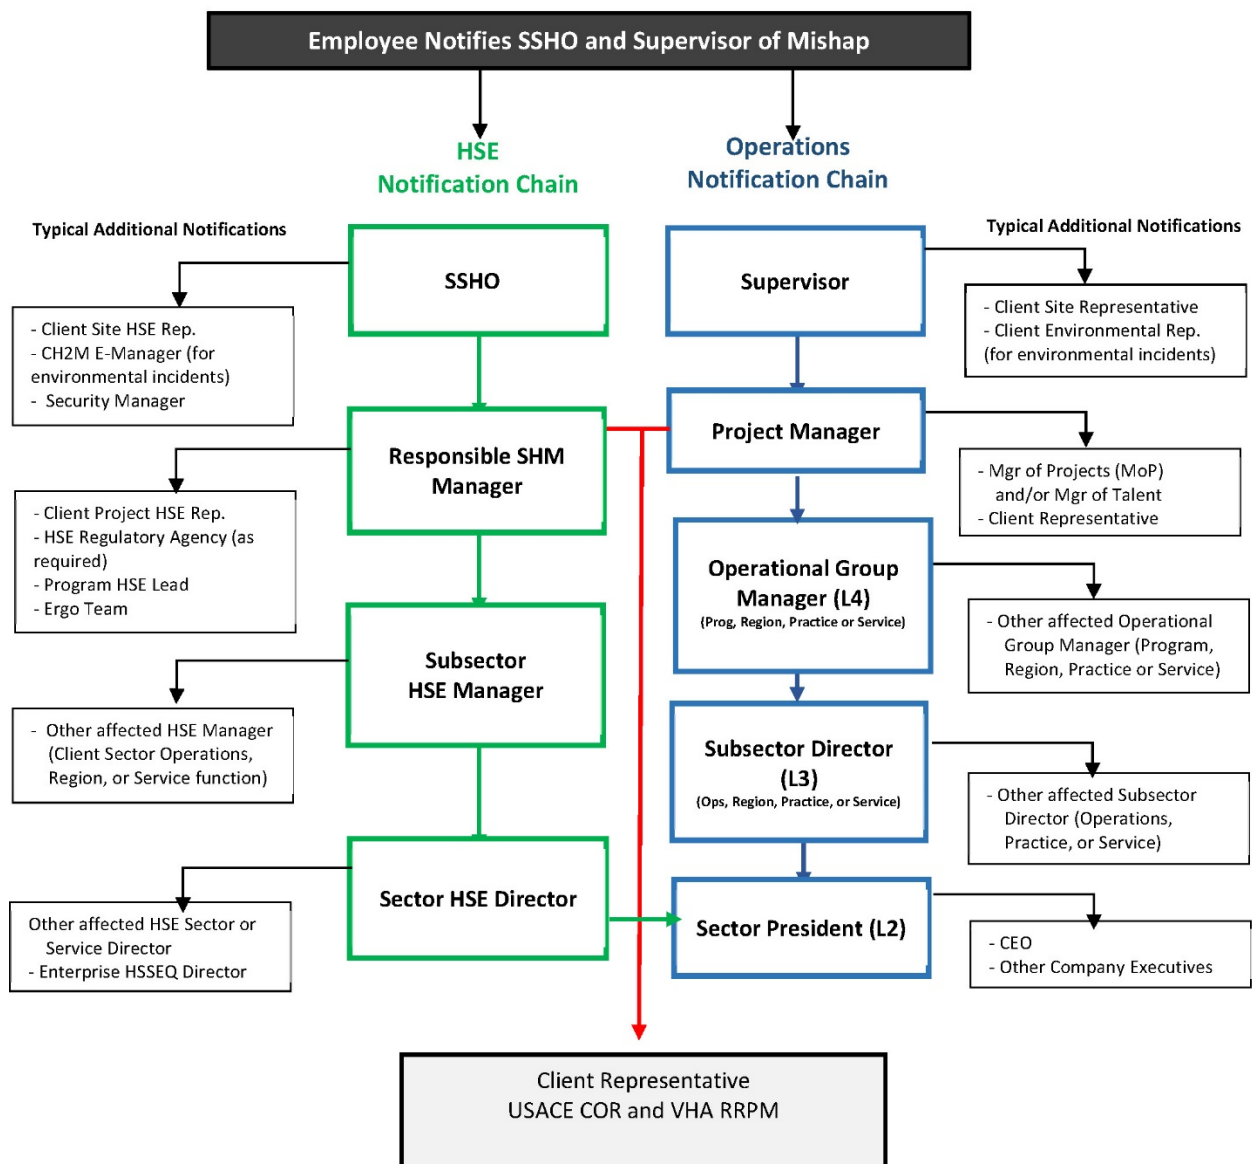 Employee Notifies SSHO and Supervisor of Mishap
HSE
Notification Chain
Operations
Notification Chain
Typical Additional Notifications
Typical Additional Notifications
SSHO
Supervisor
- Client Site HSE Rep.
- CH2M E-Manager (for
environmental incidents)
- Security Manager
- Client Site Representative
- Client Environmental Rep.
(for environmental incidents)
Responsible SHM
Manager
Project Manager
- Client Project HSE Rep.
- HSE Regulatory Agency (as
required)
- Program HSE Lead
- Ergo Team
- Mgr of Projects (MoP)
and/or Mgr of Talent
- Client Representative
Subsector
HSE Manager
Operational Group
Manager (L4)
(Prog, Region, Practice or Service)
- Other affected Operational
Group Manager (Program,
Region, Practice or Service)
- Other affected HSE Manager
(Client Sector Operations,
Region, or Service function)
Subsector Director
(L3)
(Ops, Region, Practice, or Service)
- Other affected Subsector
Director (Operations,
Practice, or Service)
Sector HSE Director
Sector President (L2)
Other affected HSE Sector or
Service Director
- Enterprise HSSEQ Director
- CEO
- Other Company Executives
Client Representative
USACE COR and VHA RRPM